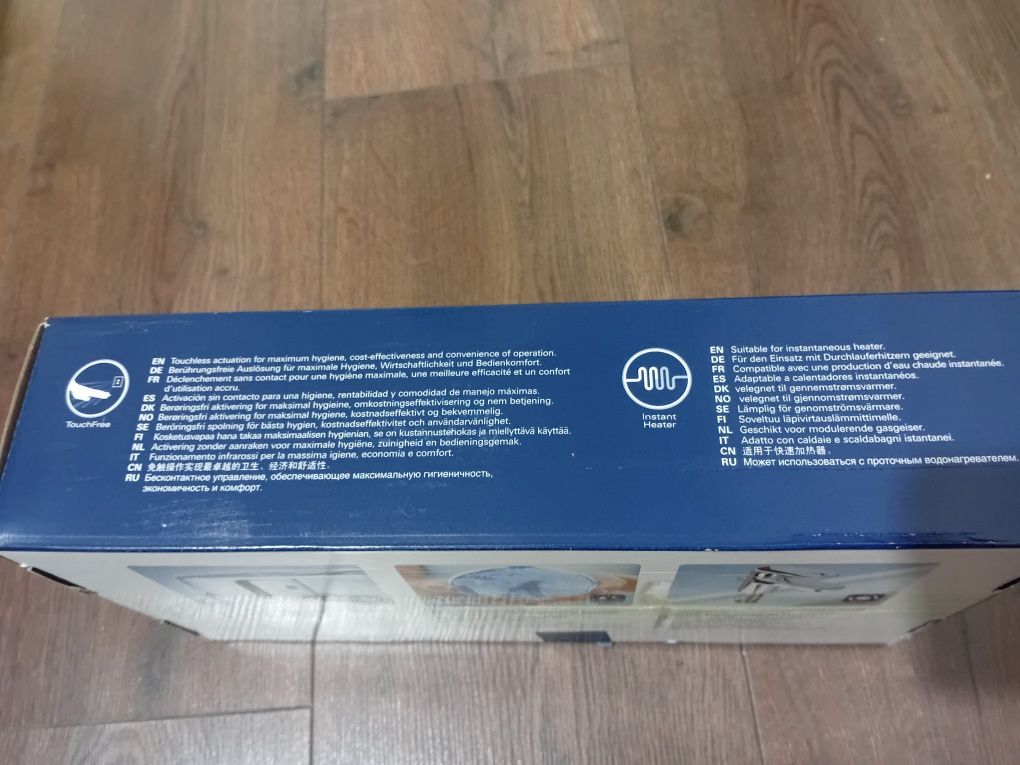 TouchFree
EN Touchless actuation for maximum hygiene, cost-effectiveness and convenience of operation.
DE Berührungsfreie Auslösung für maximale Hygiene, Wirtschaftlichkeit und Bedienkomfort.
FR Déclenchement sans contact pour une hygiène maximale, une meilleure efficacité et un confort
d'utilisation accru.
ES Activación sin contacto para una higiene, rentabilidad y comodidad de manejo máximas.
DK Berøringsfri aktivering for maksimal hygiejne, omkostningseffektivisering og nem betjening.
NO Berøringsfri aktivering for maksimal hygiene, kostnadseffektivt og bekvemmelig.
SE Beröringsfri spolning för bästa hygien, kostnadseffektivitet och användarvänlighet.
FI Kosketusvapaa hana takaa maksimaalisen hygienian, se on kustannustehokas ja miellyttävä käyttää.
NL Activering zonder aanraken voor maximale hygiëne, zuinigheid en bedieningsgemak.
IT Funzionamento infrarossi per la massima igiene, economia e comfort.
CN 免触操作实现最卓越的卫生、经济和舒适性。
RU Бесконтактное управление, обеспечивающее максимальную гигиеничность,
экономичность и комфорт.
Instant
Heater
EN Suitable for instantaneous heater.
DE Für den Einsatz mit Durchlauferhitzern geeignet.
FR Compatible avec une production d'eau chaude instantanée.
ES Adaptable a calentadores instantanéos.
DK velegnet til gennemstrømsvarmer.
NO velegnet til gjennomstrømsvarmer.
SE Lämplig för genomströmsvärmare.
FI Soveltuu läpivirtauslämmittimelle.
NL Geschikt voor modulerende gasgeiser.
IT Adatto con caldaie e scaldabagni istantanei.
CN 适用于快速加热器。
RU Может использоваться с проточным водонагревателем.